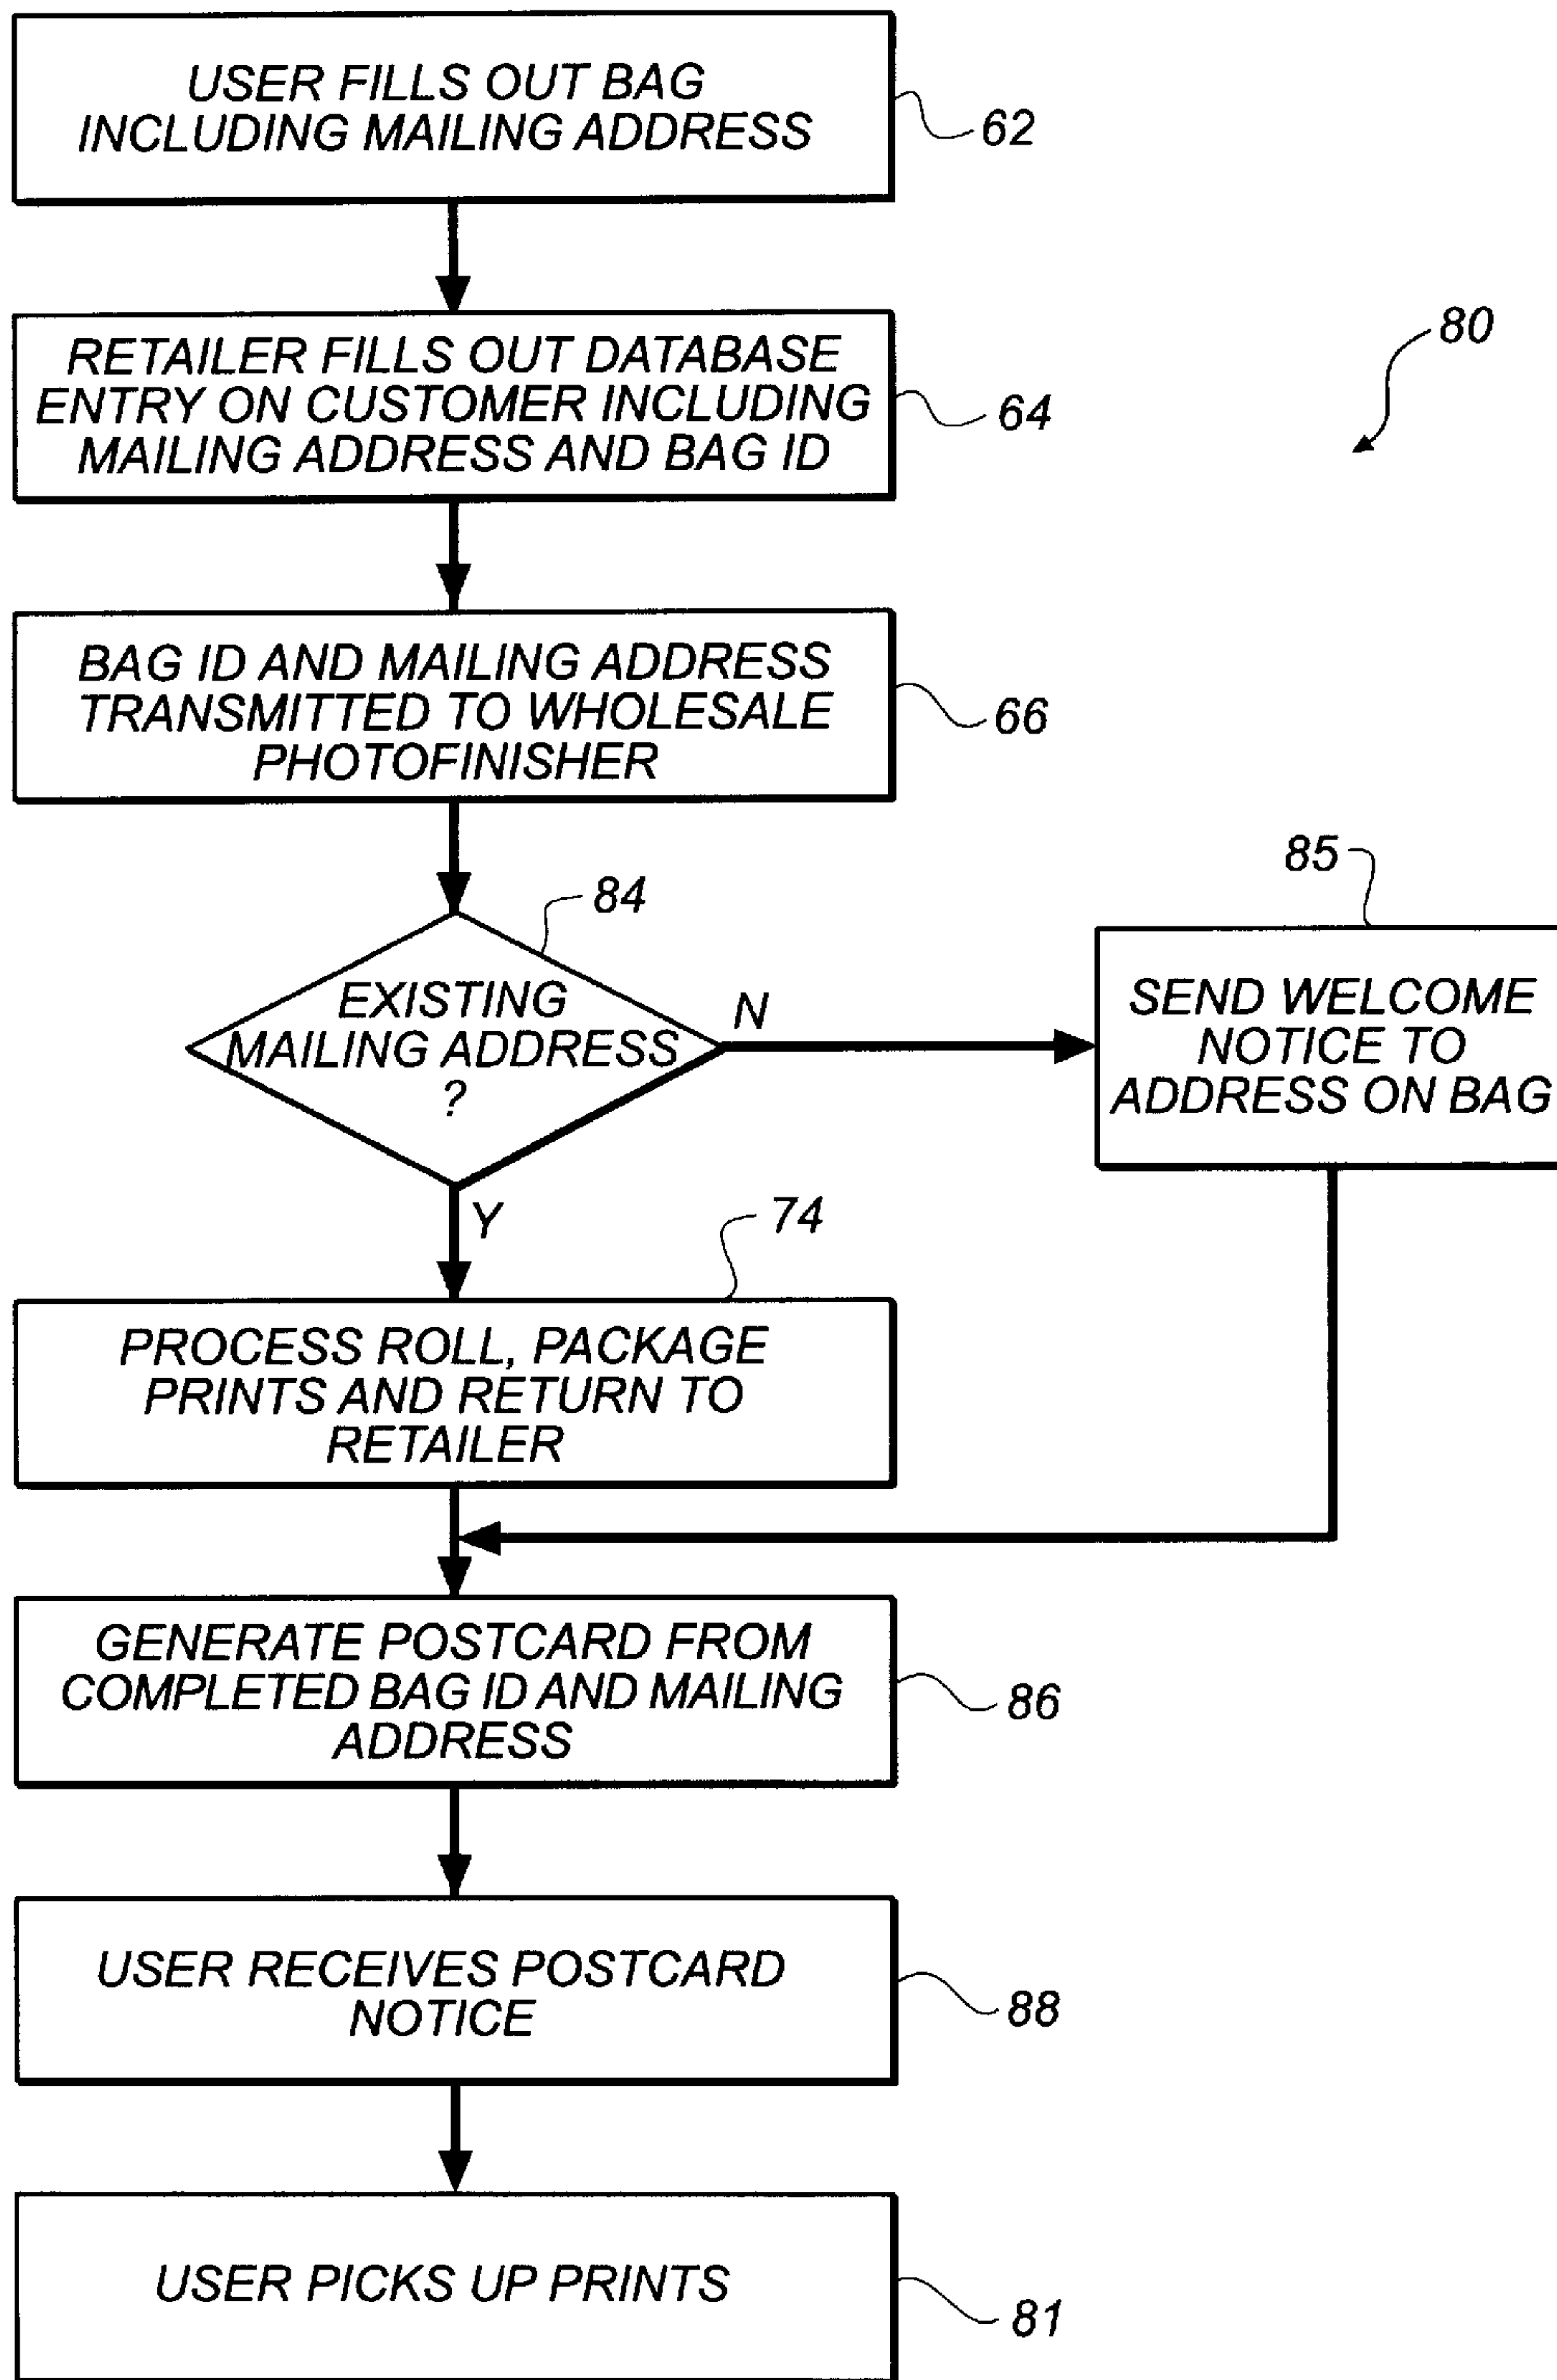 USER FILLS OUT BAG
INCLUDING MAILING ADDRESS
62
RETAILER FILLS OUT DATABASE
ENTRY ON CUSTOMER INCLUDING
MAILING ADDRESS AND BAG ID
64
80
BAG ID AND MAILING ADDRESS
TRANSMITTED TO WHOLESALE
PHOTOFINISHER
66
84
EXISTING
MAILING ADDRESS
?
N
85
SEND WELCOME
NOTICE TO
ADDRESS ON BAG
Y
74
PROCESS ROLL, PACKAGE
PRINTS AND RETURN TO
RETAILER
GENERATE POSTCARD FROM
COMPLETED BAG ID AND MAILING
ADDRESS
86
USER RECEIVES POSTCARD
NOTICE
88
USER PICKS UP PRINTS
81